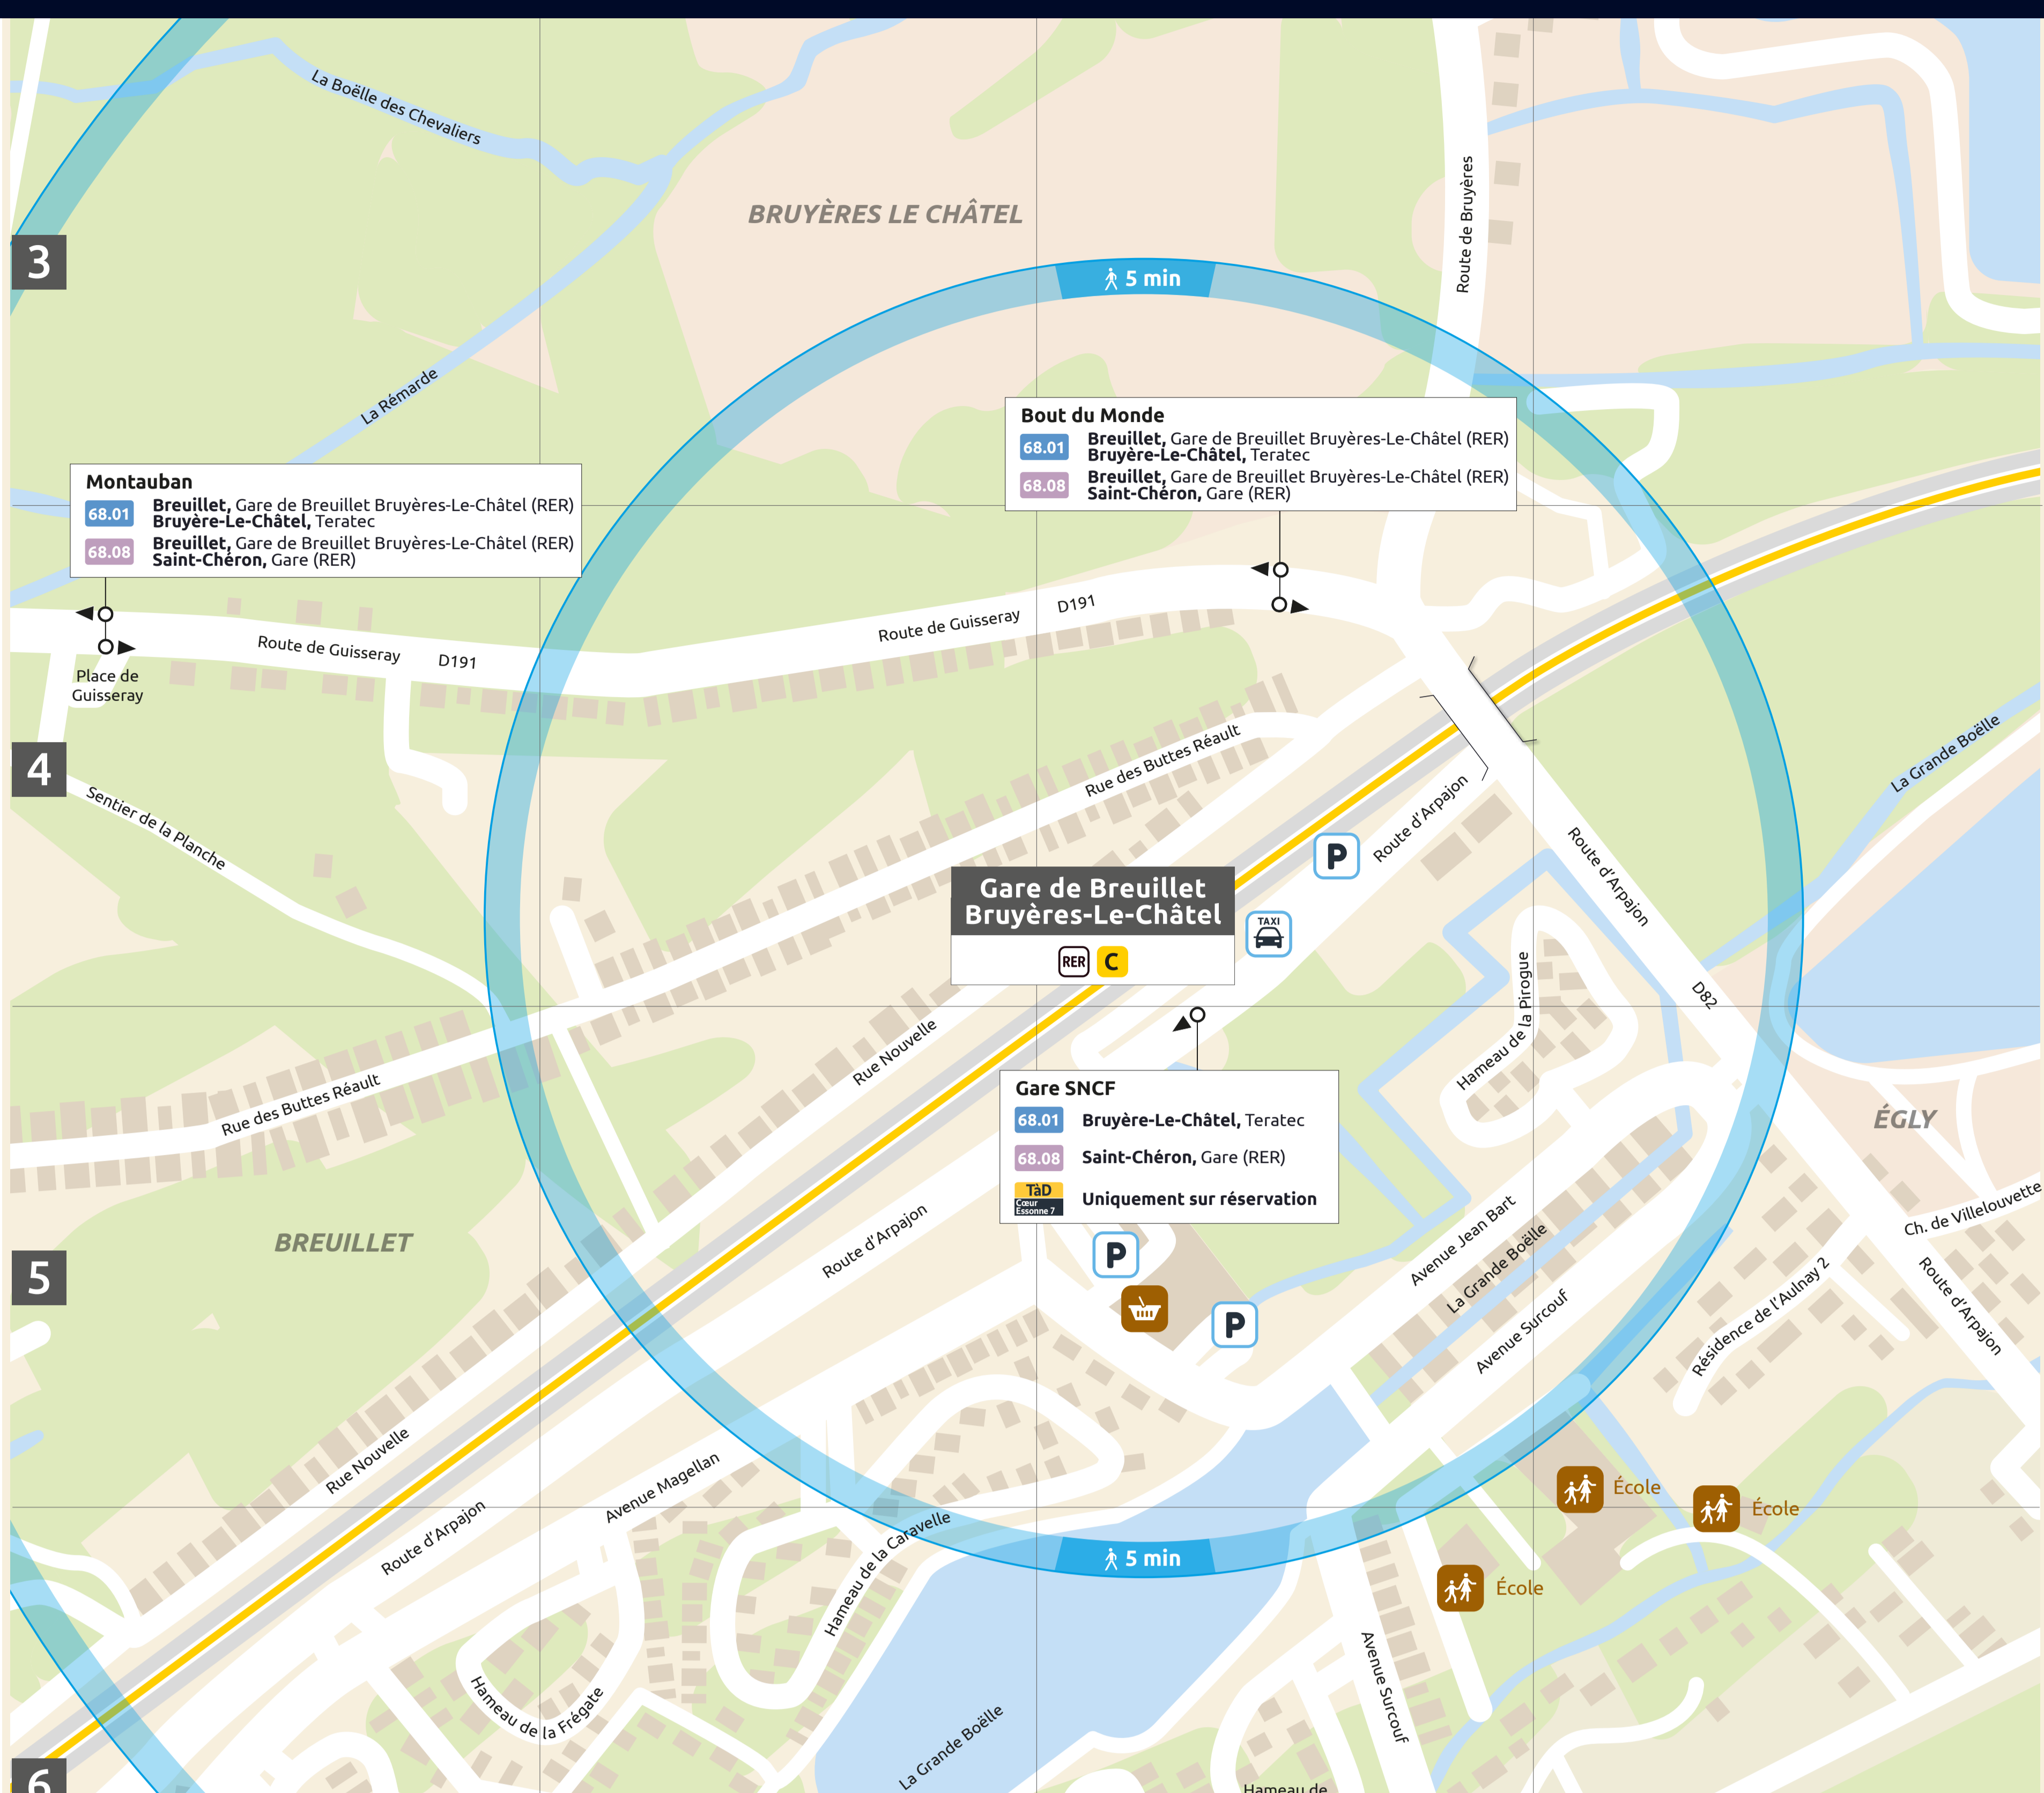 La Boëlle des Chevaliers
BRUYÈRES LE CHÂTEL
Route de Bruyères
3
5 min
La Rémarde
Bout du Monde
68.01 Breuillet, Gare de Breuillet Bruyères-Le-Châtel (RER)
Bruyère-Le-Châtel, Teratec
68.08 Breuillet, Gare de Breuillet Bruyères-Le-Châtel (RER)
Saint-Chéron, Gare (RER)
Montauban
68.01 Breuillet, Gare de Breuillet Bruyères-Le-Châtel (RER)
Bruyère-Le-Châtel, Teratec
68.08 Breuillet, Gare de Breuillet Bruyères-Le-Châtel (RER)
Saint-Chéron, Gare (RER)
Route de Guisseray D191
Route de Guisseray D191
Place de
Guisseray
4
Rue des Buttes Réault
La Grande Boëlle
Sentier de la Planche
Route d'Arpajon
P
Route d'Arpajon
Gare de Breuillet
Bruyères-Le-Châtel
RER C
TAXI
Hameau de la Pirogue
D82
Rue Nouvelle
Rue des Buttes Réault
Gare SNCF
68.01 Bruyère-Le-Châtel, Teratec
68.08 Saint-Chéron, Gare (RER)
TàD
Cœur
Essonne 7
Uniquement sur réservation
ÉGLY
Ch. de Villelouvette
BREUILLET
5
Route d'Arpajon
P
P
Avenue Jean Bart
La Grande Boëlle
Avenue Surcouf
Résidence de l'Aulnay 2
Route d'Arpajon
Rue Nouvelle
Avenue Magellan
Route d'Arpajon
École
École
École
Hameau de la Caravelle
5 min
Hameau de la Frégate
Avenue Surcouf
La Grande Boëlle
6
Hameau de